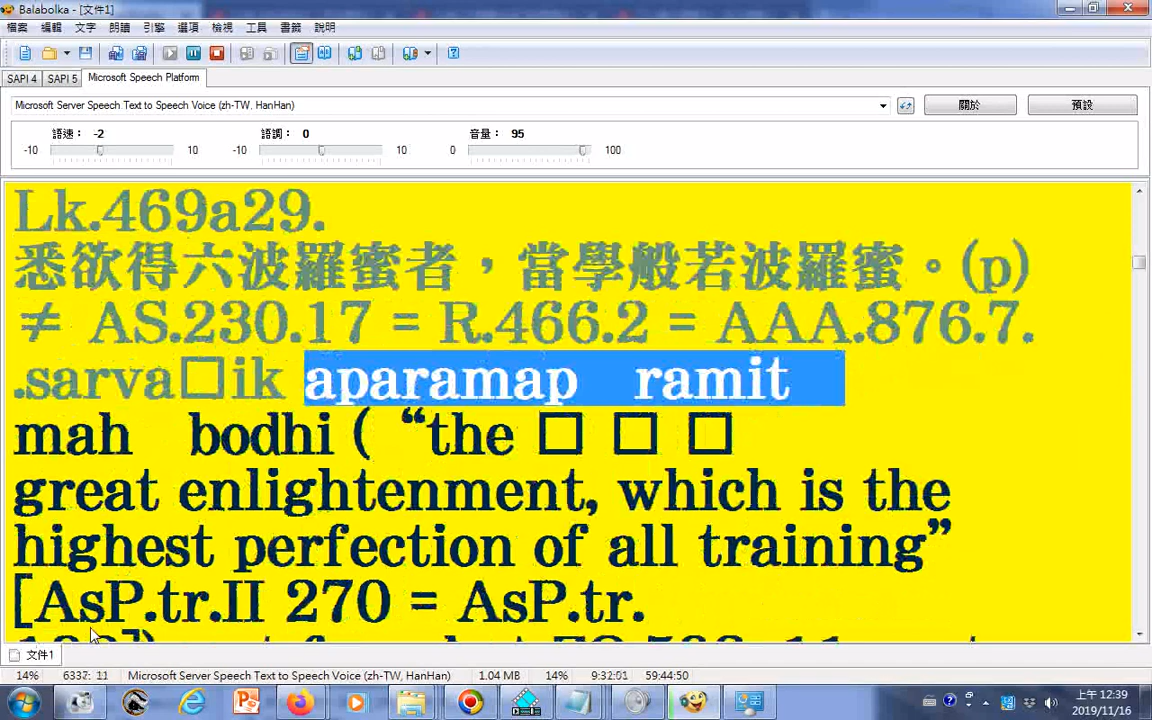 Balabolka - [文件1]
檔案 編輯 文字 朗讀 引擎 選項 檢視 工具 書籤 說明
SAPI 4 SAPI 5 Microsoft Speech Platform
Microsoft Server Speech Text to Speech Voice (zh-TW, HanHan) 關於 預設
語速： -2 語調： 0 音量： 95
-10 10 -10 10 0 100
Lk.469a29.
悉欲得六波羅蜜者，當學般若波羅蜜。(p)
≠ AS.230.17 = R.466.2 = AAA.876.7.
.sarva□ik aparamap ramit
mah bodhi ( “the □ □ □
great enlightenment, which is the
highest perfection of all training”
[AsP.tr.II 270 = AsP.tr.
文件1
14% 6337: 11 Microsoft Server Speech Text to Speech Voice (zh-TW, HanHan) 1.04 MB 14% 9:32:01 59:44:50
上午 12:39
2019/11/16